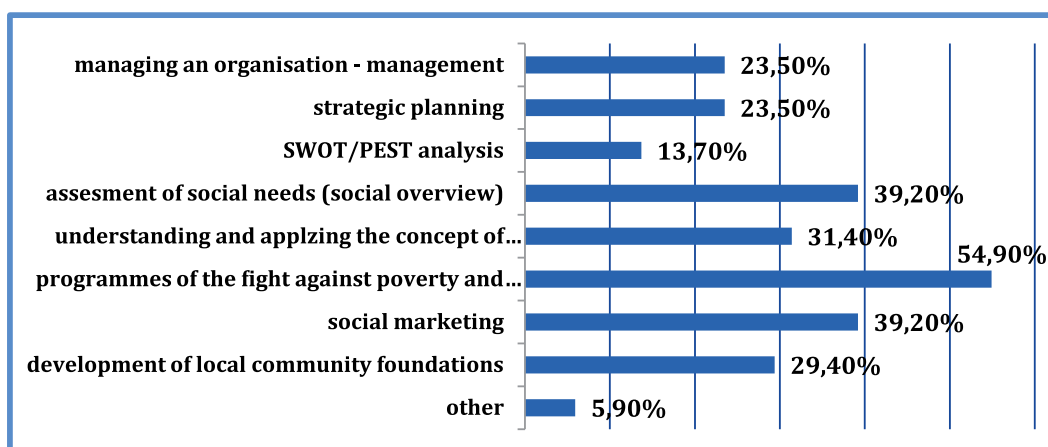 managing an organisation - management 23,50%
strategic planning 23,50%
SWOT/PEST analysis 13,70%
assesment of social needs (social overview) 39,20%
understanding and applzing the concept of... 31,40%
programmes of the fight against poverty and... 54,90%
social marketing 39,20%
development of local community foundations 29,40%
other 5,90%